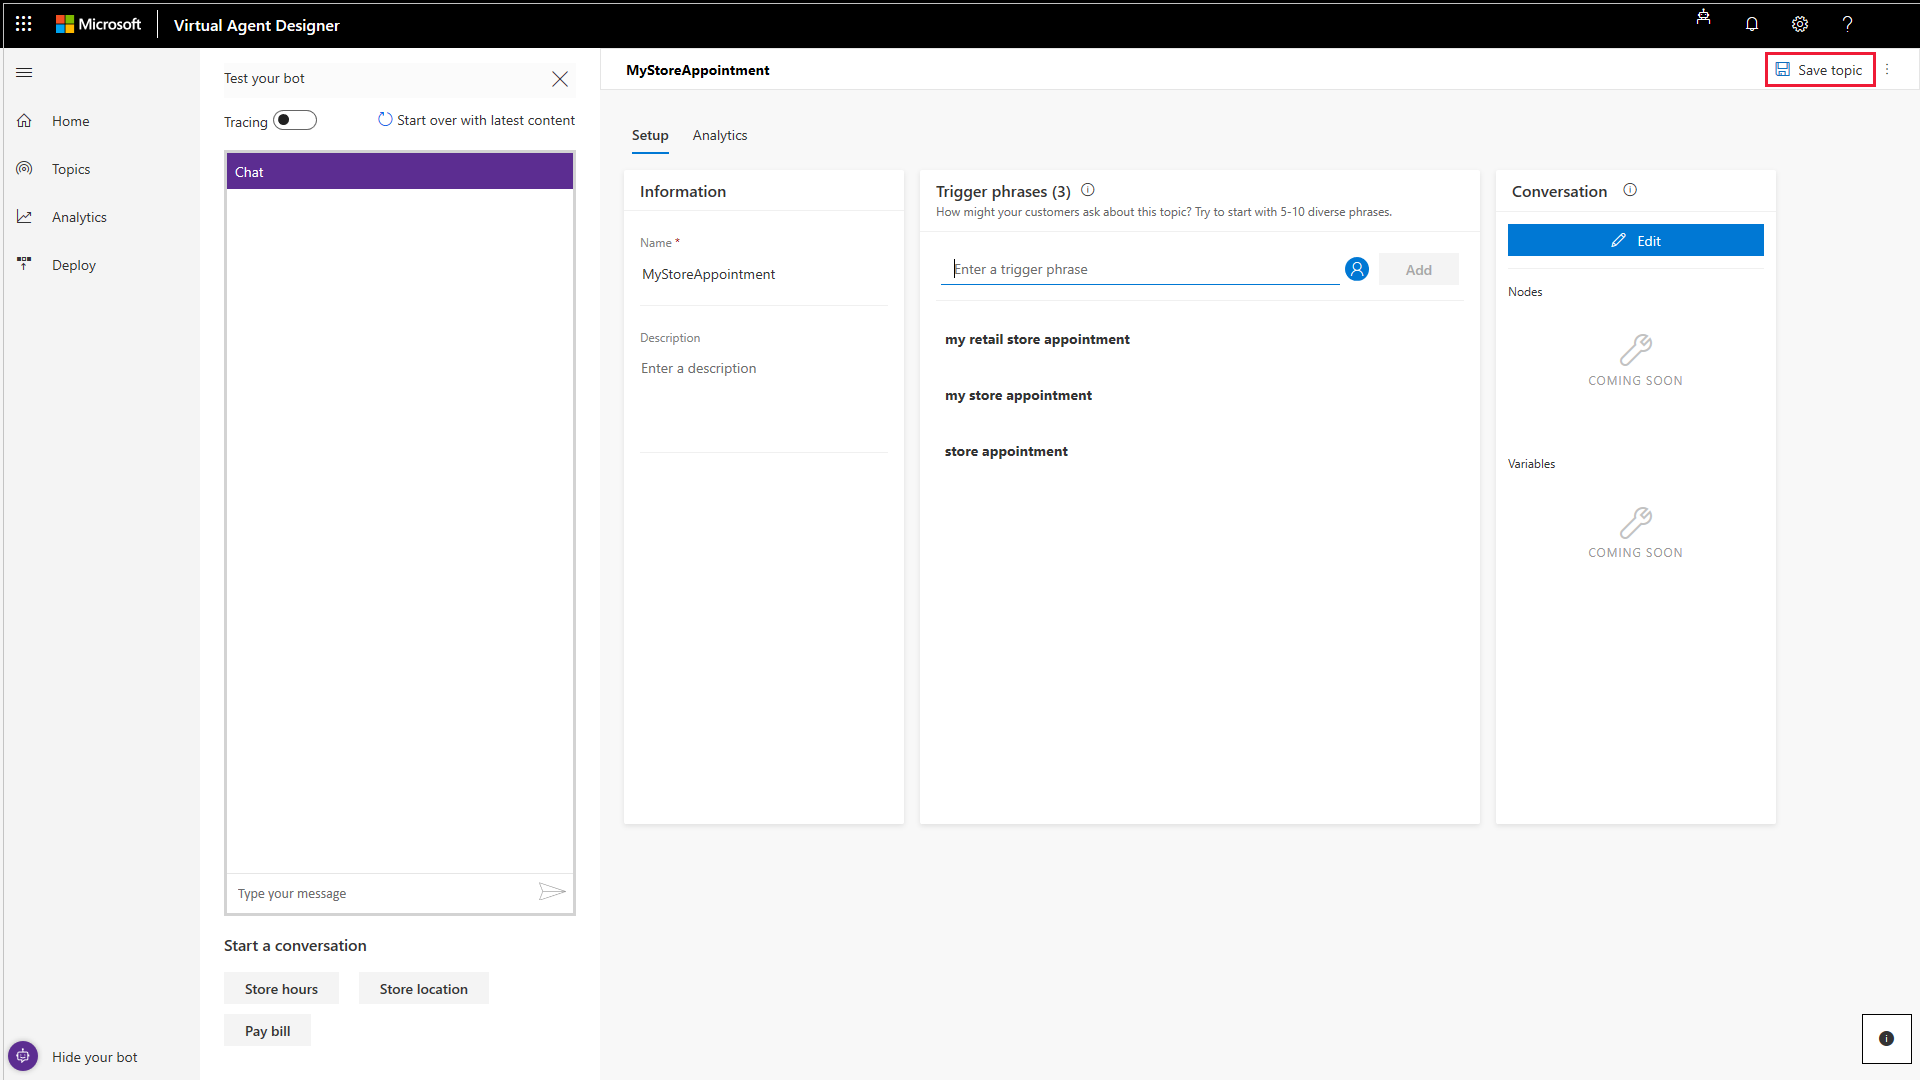 Microsoft
Virtual Agent Designer
?
Home
Topics
Analytics
Deploy
Hide your bot
Test your bot
Tracing
Start over with latest content
Chat
Type your message
Start a conversation
Store hours
Store location
Pay bill
MyStoreAppointment
Save topic
Setup
Analytics
Information
Name *
MyStoreAppointment
Description
Enter a description
Trigger phrases (3)
How might your customers ask about this topic? Try to start with 5-10 diverse phrases.
Enter a trigger phrase
Add
my retail store appointment
my store appointment
store appointment
Conversation
Edit
Nodes
COMING SOON
Variables
COMING SOON